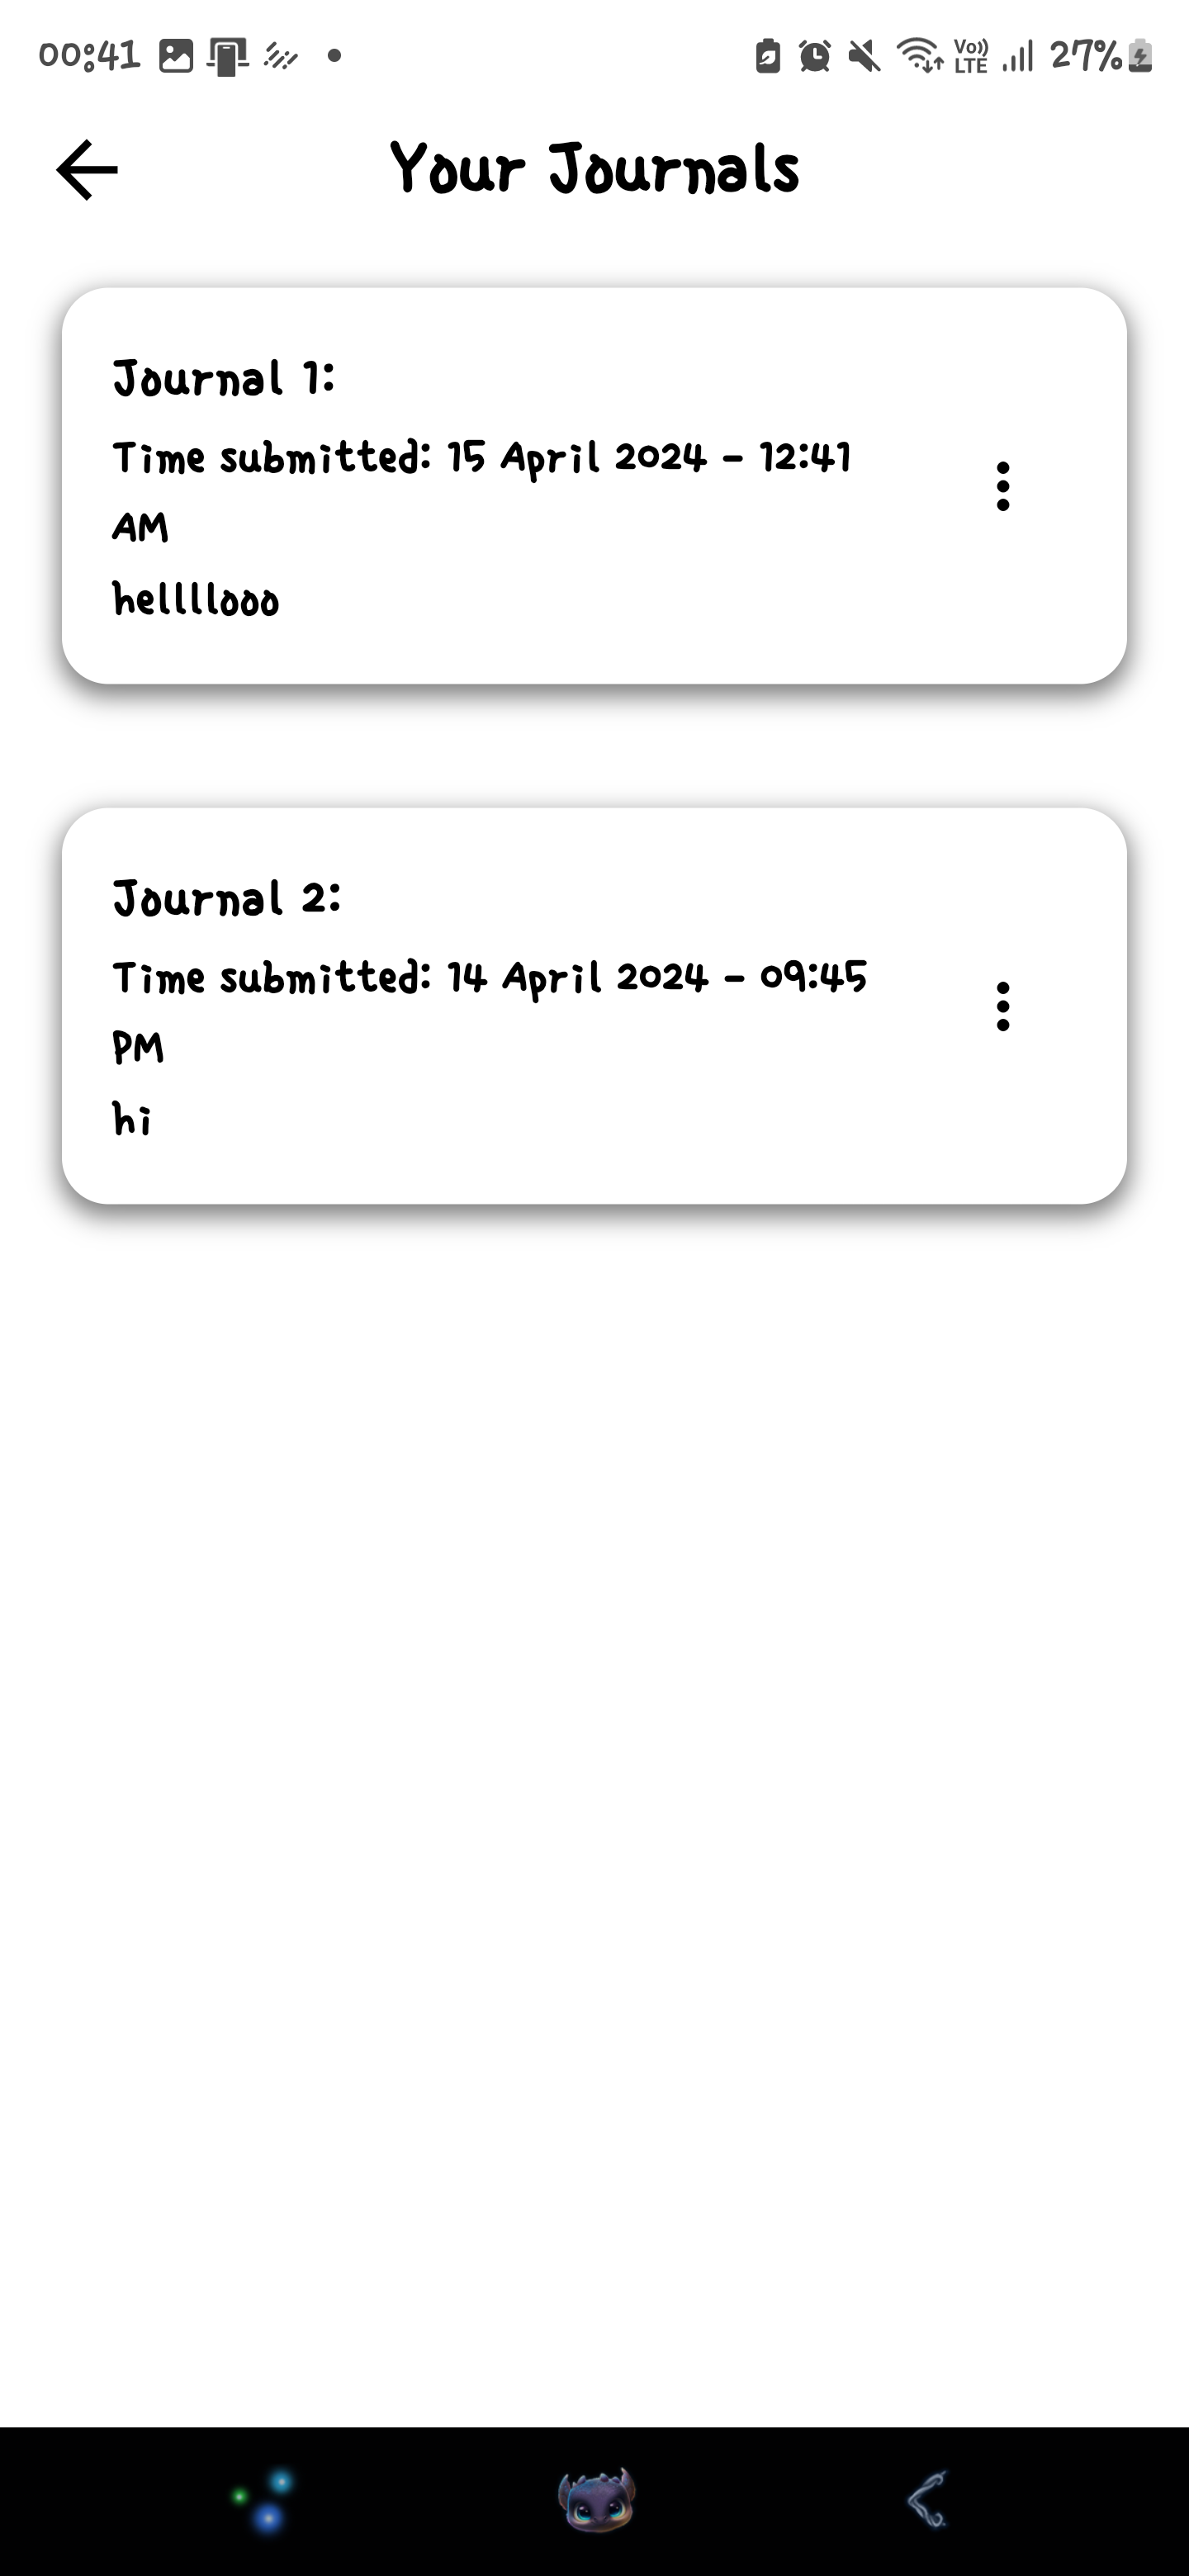 00:41 Vo)) LTE 27%
Your Journals
Journal 1:
Time submitted: 15 April 2024 - 12:41
AM
hellllooo
Journal 2:
Time submitted: 14 April 2024 - 09:45
PM
hi